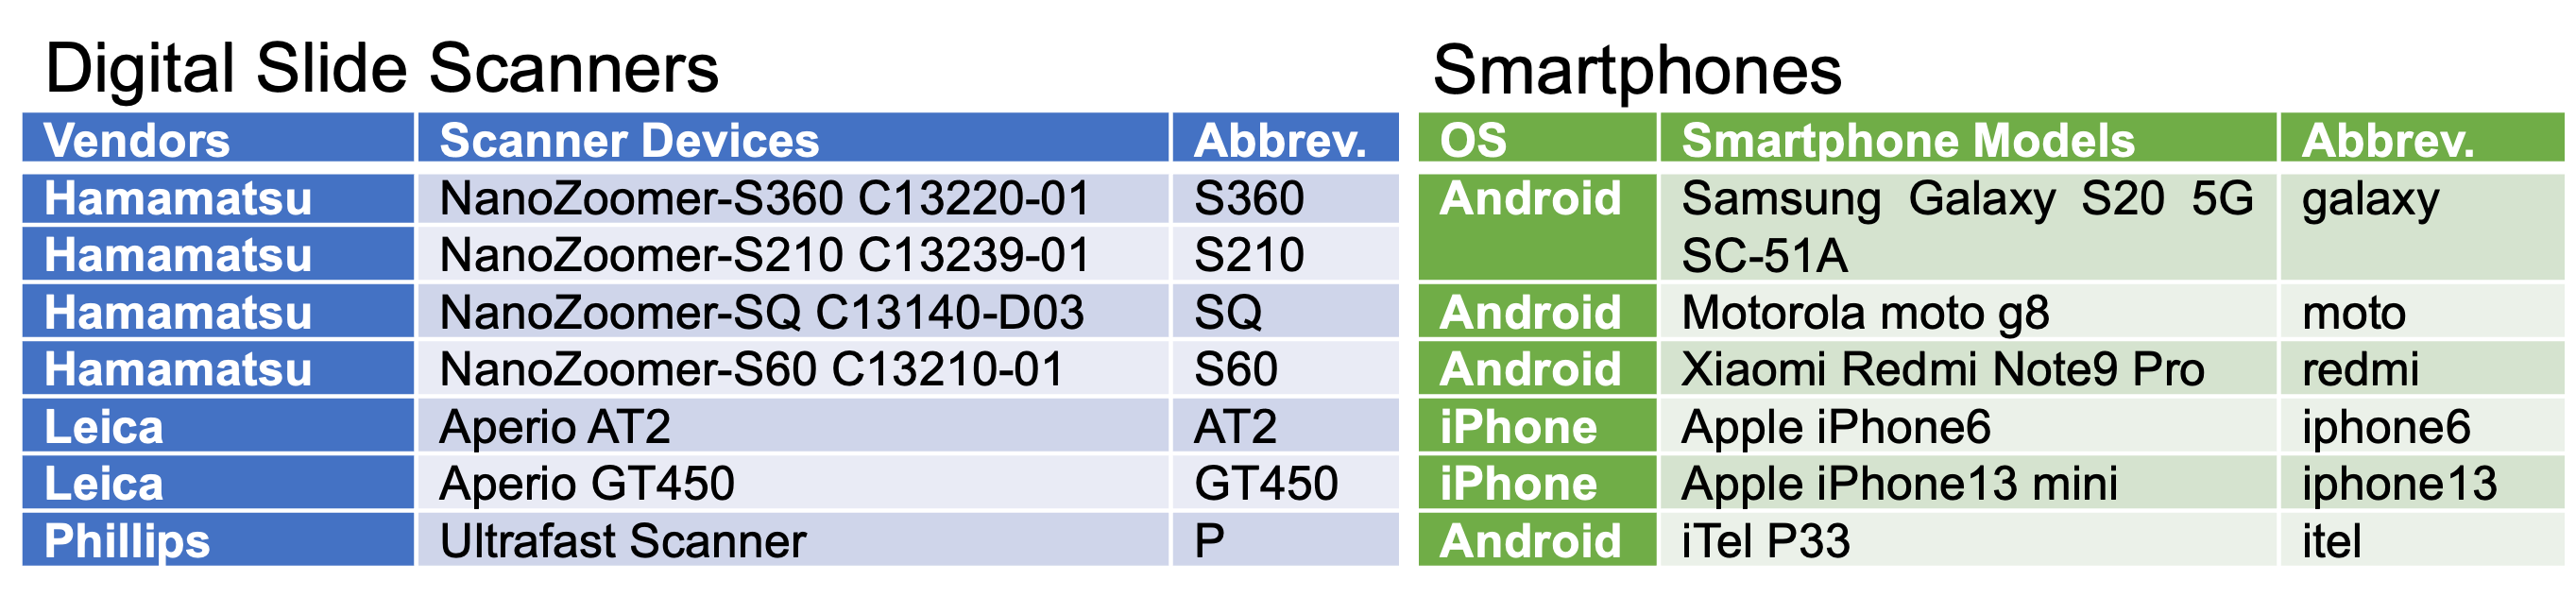 Digital Slide Scanners
Vendors Scanner Devices Abbrev.
Hamamatsu NanoZoomer-S360 C13220-01 S360
Hamamatsu NanoZoomer-S210 C13239-01 S210
Hamamatsu NanoZoomer-SQ C13140-D03 SQ
Hamamatsu NanoZoomer-S60 C13210-01 S60
Leica Aperio AT2 AT2
Leica Aperio GT450 GT450
Phillips Ultrafast Scanner P
Smartphones
OS Smartphone Models Abbrev.
Android Samsung Galaxy S20 5G galaxy
SC-51A
Android Motorola moto g8 moto
Android Xiaomi Redmi Note9 Pro redmi
iPhone Apple iPhone6 iphone6
iPhone Apple iPhone13 mini iphone13
Android iTel P33 itel